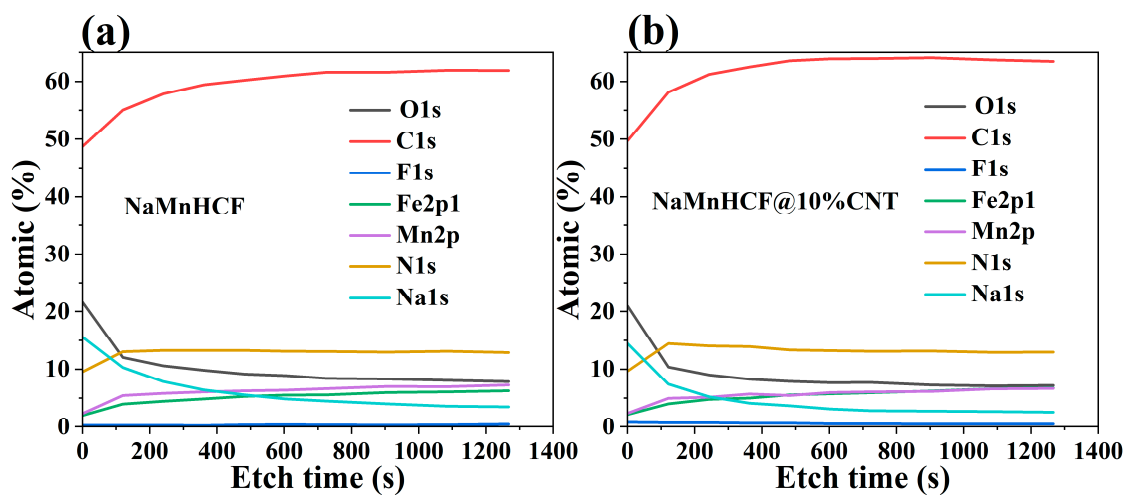 (a)
60
50
40
30
20
10
0
Atomic (%)
O1s
C1s
F1s
Fe2p1
Mn2p
N1s
Na1s
NaMnHCF
0 200 400 600 800 1000 1200 1400
Etch time (s)
(b)
60
50
40
30
20
10
0
Atomic (%)
O1s
C1s
F1s
Fe2p1
Mn2p
N1s
Na1s
NaMnHCF@10%CNT
0 200 400 600 800 1000 1200 1400
Etch time (s)